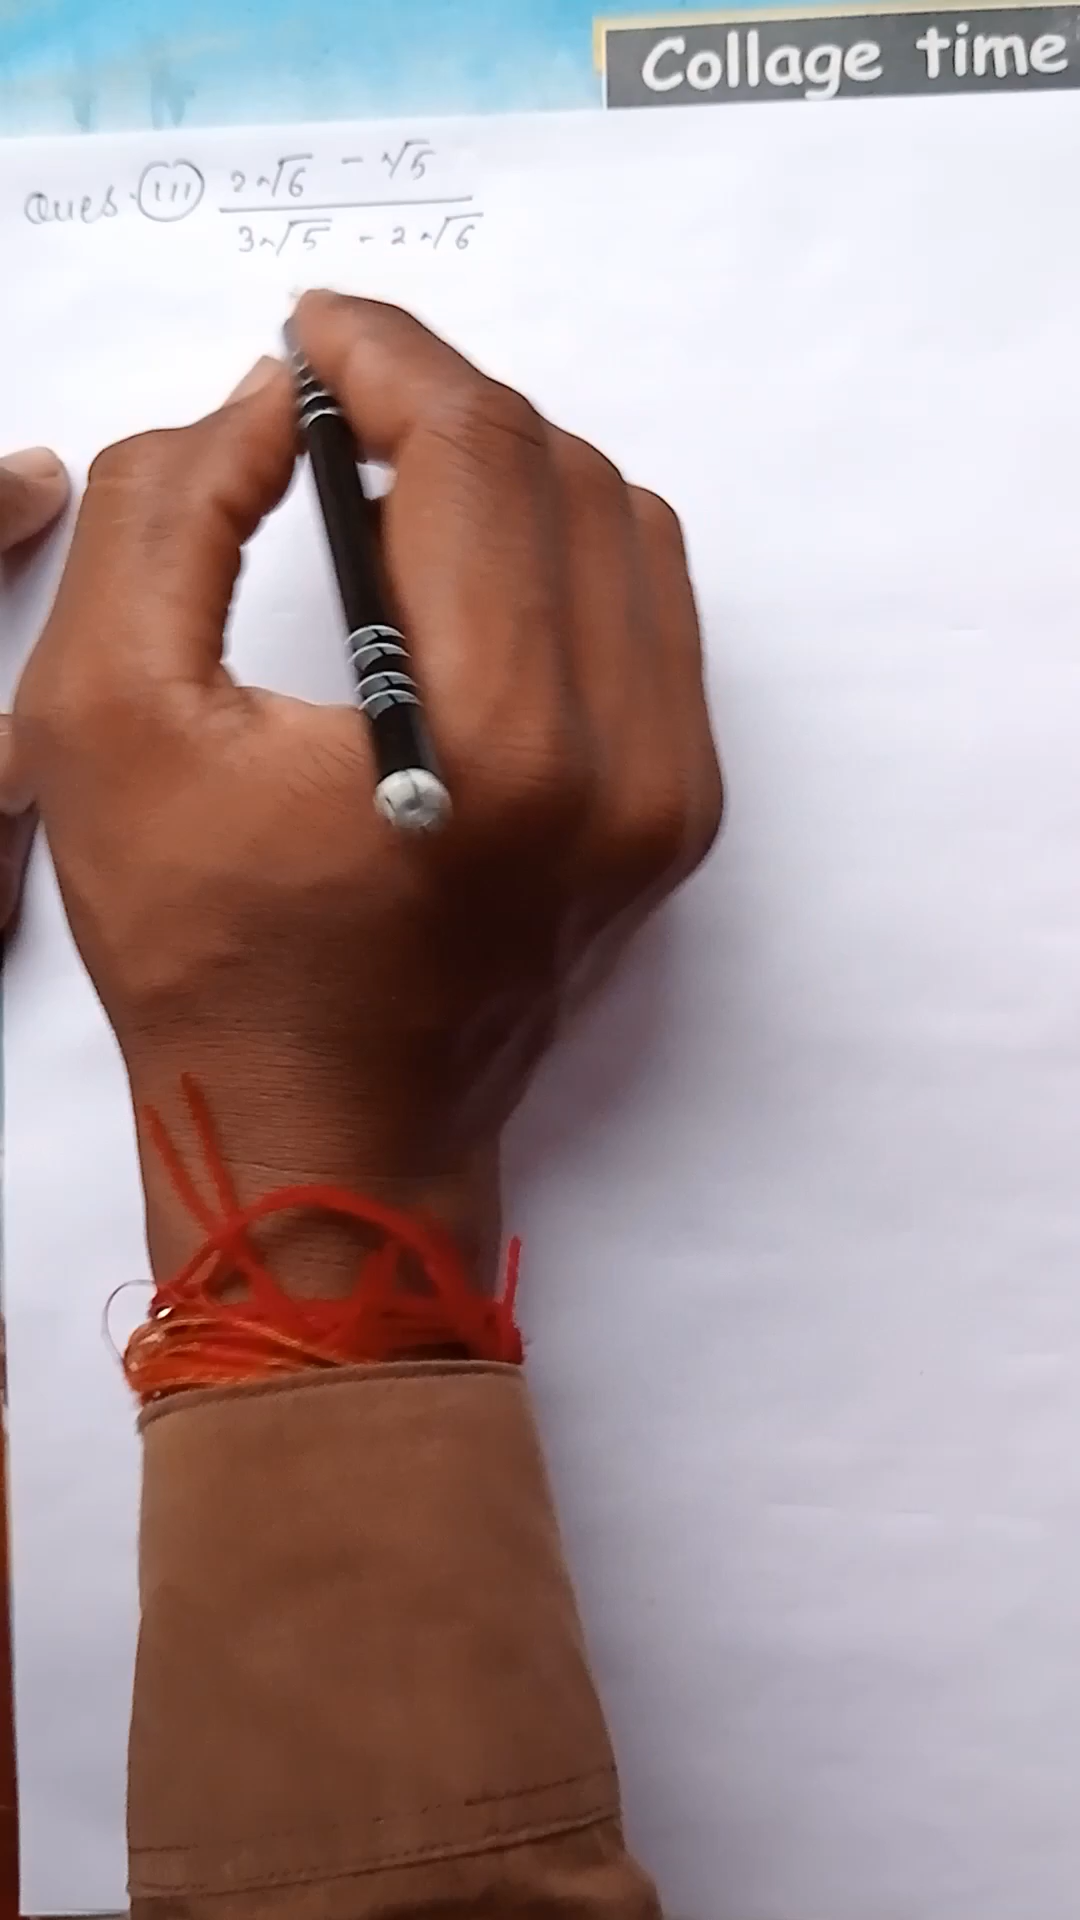 Collage time
Ques. (iii) 2√6 - √5
3√5 - 2√6